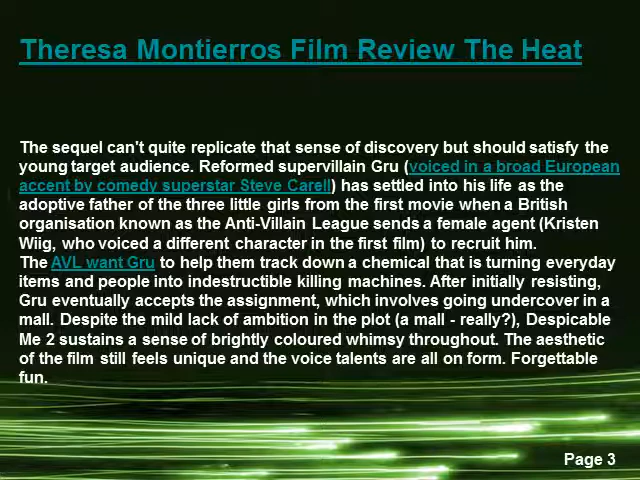 Theresa Montierros Film Review The Heat
The sequel can't quite replicate that sense of discovery but should satisfy the
young target audience. Reformed supervillain Gru (voiced in a broad European
accent by comedy superstar Steve Carell) has settled into his life as the
adoptive father of the three little girls from the first movie when a British
organisation known as the Anti-Villain League sends a female agent (Kristen
Wiig, who voiced a different character in the first film) to recruit him.
The AVL want Gru to help them track down a chemical that is turning everyday
items and people into indestructible killing machines. After initially resisting,
Gru eventually accepts the assignment, which involves going undercover in a
mall. Despite the mild lack of ambition in the plot (a mall - really?), Despicable
Me 2 sustains a sense of brightly coloured whimsy throughout. The aesthetic
of the film still feels unique and the voice talents are all on form. Forgettable
fun.
Page 3